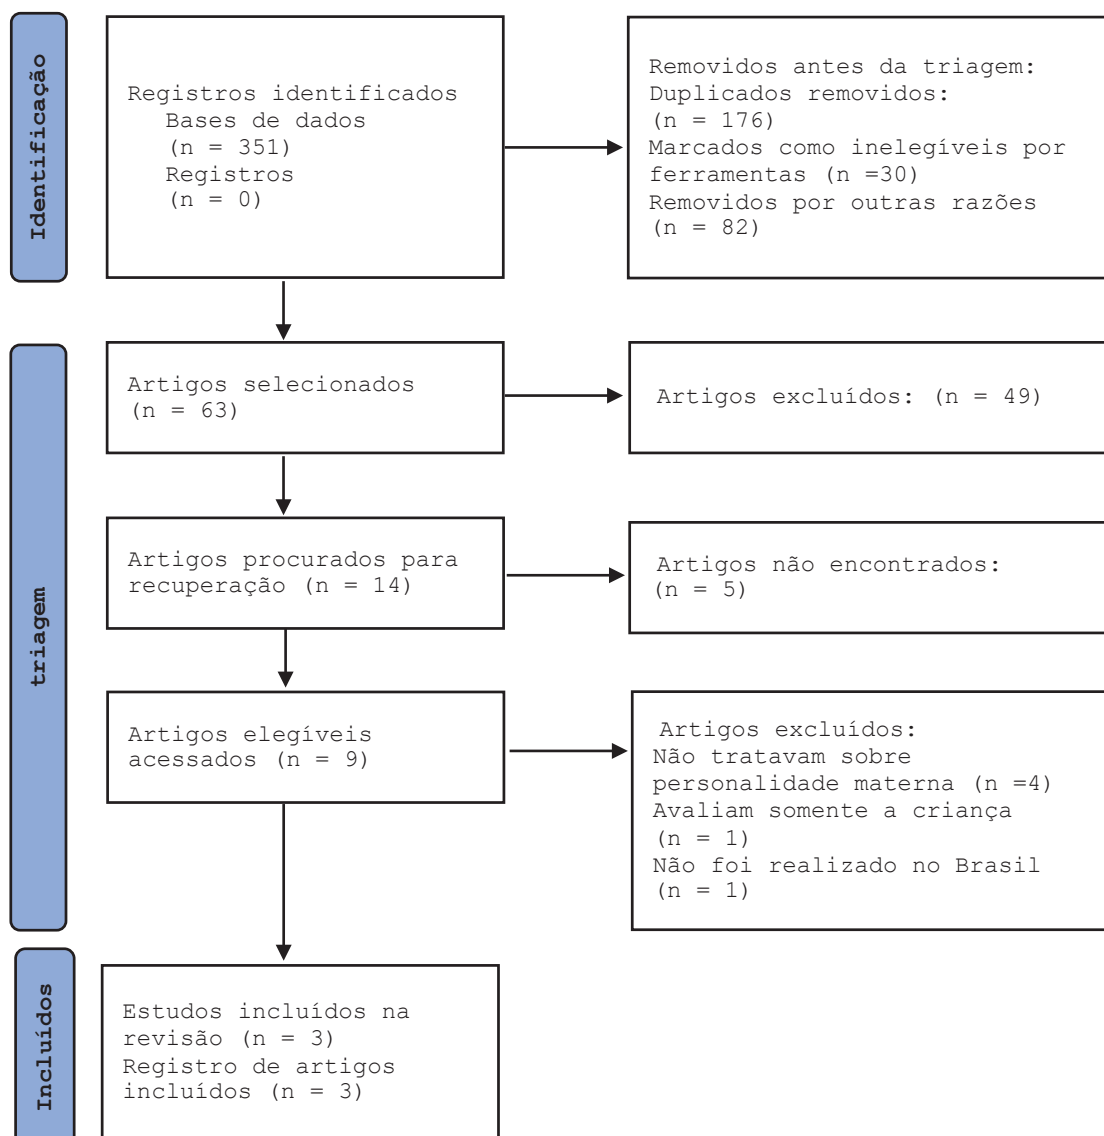 Identificação
Registros identificados
Bases de dados
(n = 351)
Registros
(n = 0)
Removidos antes da triagem:
Duplicados removidos:
(n = 176)
Marcados como inelegíveis por
ferramentas (n =30)
Removidos por outras razões
(n = 82)
triagem
Artigos selecionados
(n = 63)
Artigos excluídos: (n = 49)
Artigos procurados para
recuperação (n = 14)
Artigos não encontrados:
(n = 5)
Artigos elegíveis
acessados (n = 9)
Artigos excluídos:
Não tratavam sobre
personalidade materna (n =4)
Avaliam somente a criança
(n = 1)
Não foi realizado no Brasil
(n = 1)
Incluídos
Estudos incluídos na
revisão (n = 3)
Registro de artigos
incluídos (n = 3)